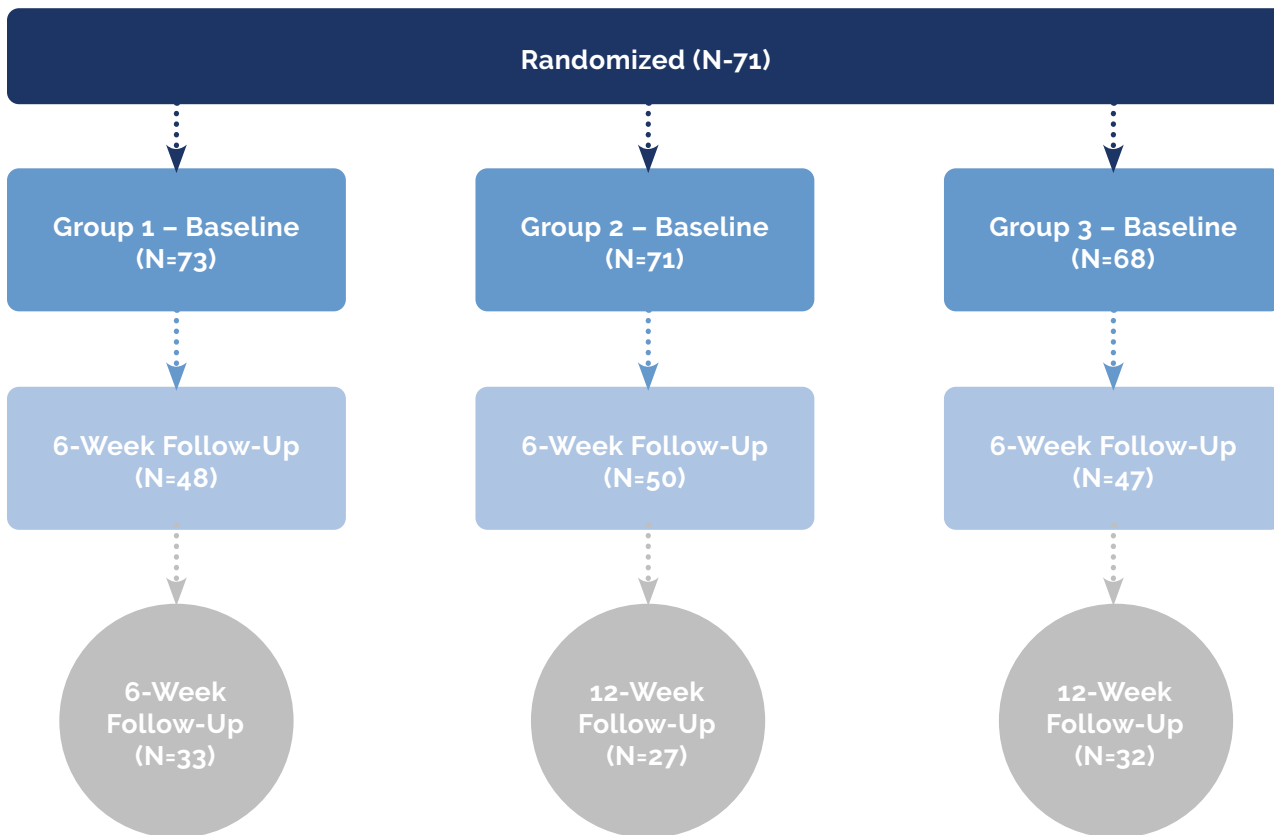 Randomized (N-71)
Group 1 – Baseline
(N=73)
Group 2 – Baseline
(N=71)
Group 3 – Baseline
(N=68)
6-Week Follow-Up
(N=48)
6-Week Follow-Up
(N=50)
6-Week Follow-Up
(N=47)
6-Week
Follow-Up
(N=33)
12-Week
Follow-Up
(N=27)
12-Week
Follow-Up
(N=32)